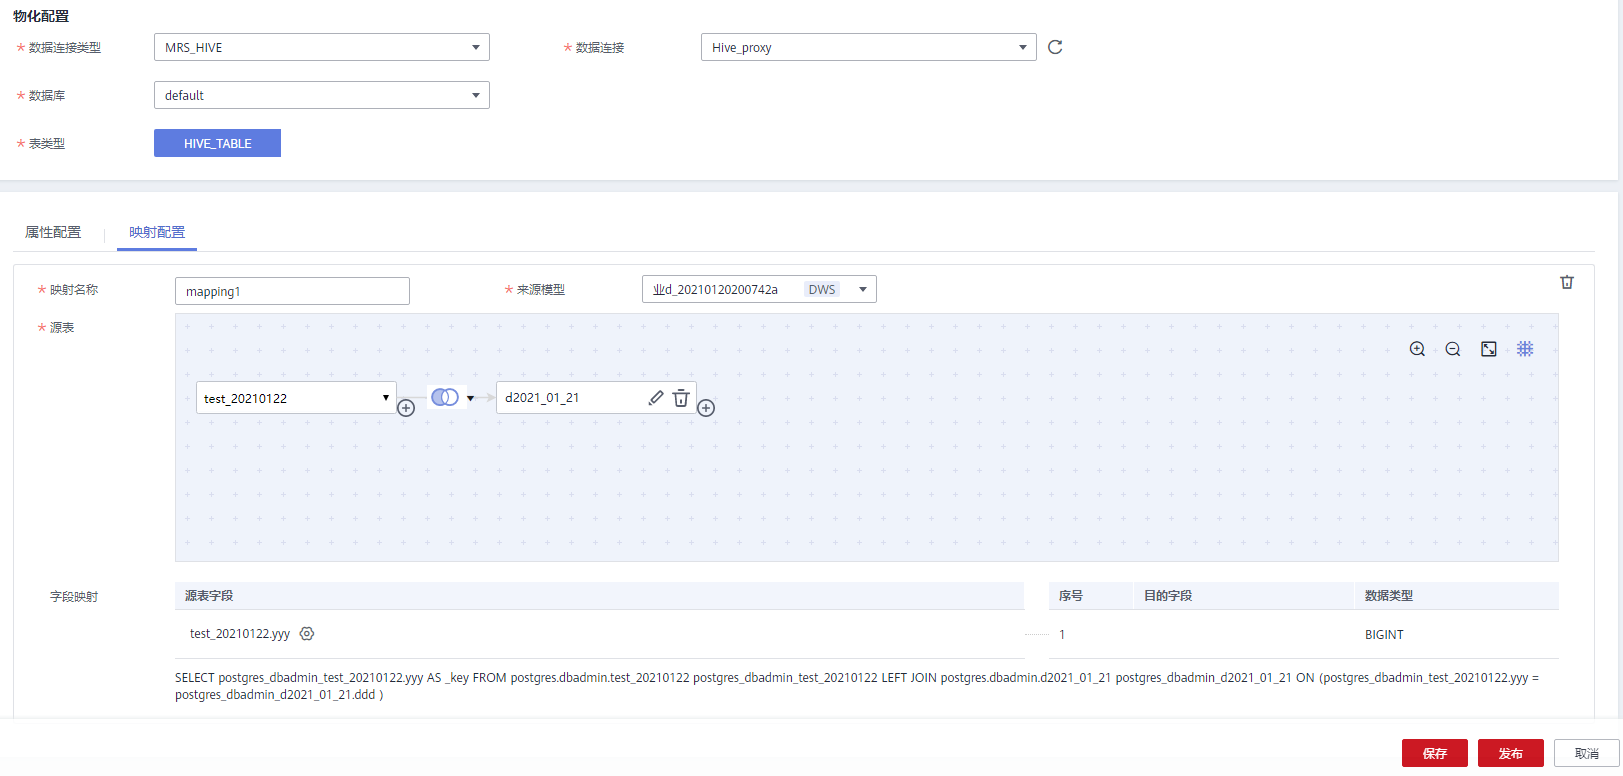 物化配置
* 数据连接类型 MRS_HIVE * 数据连接 Hive_proxy
* 数据库 default
* 表类型 HIVE_TABLE
属性配置 映射配置
* 映射名称 mapping1 * 来源模型 业d_20210120200742a DWS
* 源表
test_20210122 d2021_01_21
字段映射 源表字段 序号 目的字段 数据类型
test_20210122.yyy 1 BIGINT
SELECT postgres_dbadmin_test_20210122.yyy AS _key FROM postgres.dbadmin.test_20210122 postgres_dbadmin_test_20210122 LEFT JOIN postgres.dbadmin.d2021_01_21 postgres_dbadmin_d2021_01_21 ON (postgres_dbadmin_test_20210122.yyy =
postgres_dbadmin_d2021_01_21.ddd )
保存 发布 取消